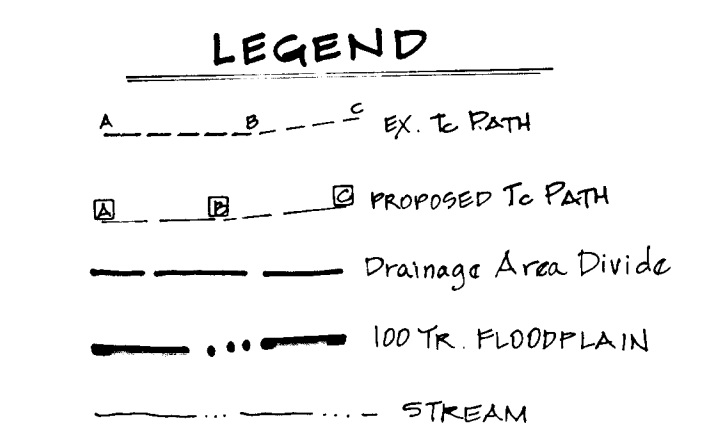 LEGEND
A B C EX. Tc PATH
A B C PROPOSED Tc PATH
Drainage Area Divide
100 YR. FLOODPLAIN
STREAM